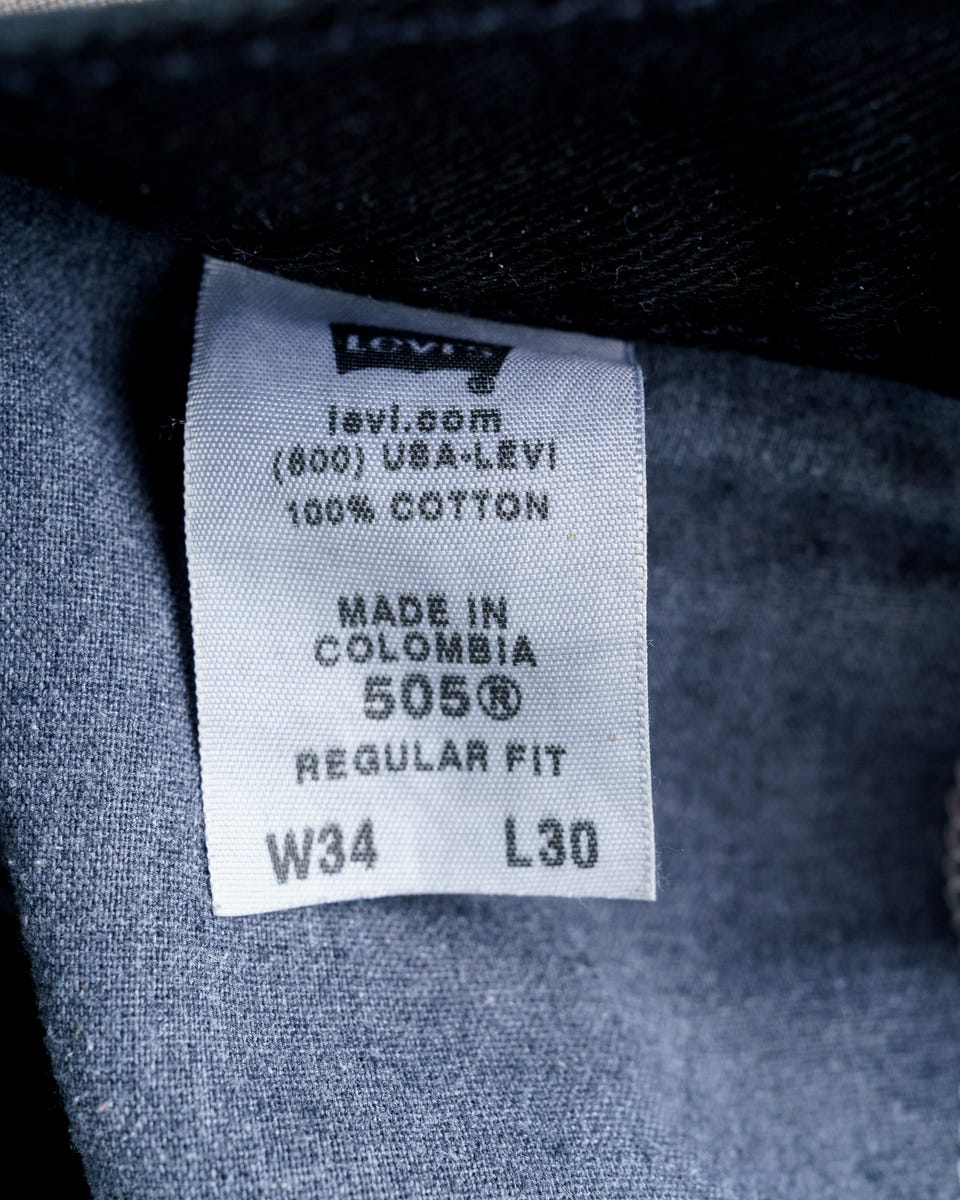 Levi's
levi.com
(800) USA-LEVI
100% COTTON
MADE IN
COLOMBIA
505®
REGULAR FIT
W34 L30